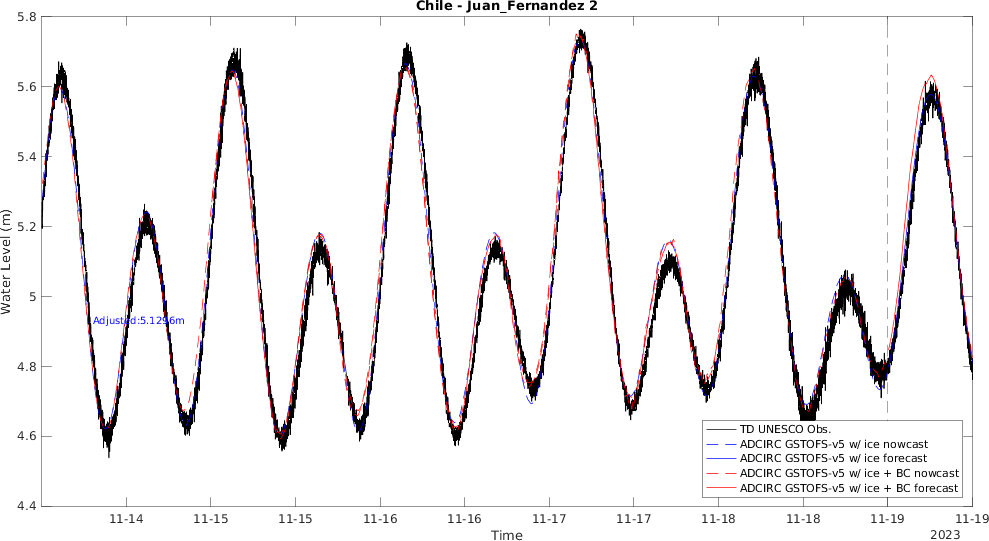 Chile - Juan_Fernandez 2
Water Level (m)
5.8
5.6
5.4
5.2
5
4.8
4.6
4.4
Adjusted:5.1296m
TD UNESCO Obs.
ADCIRC GSTOFS-v5 w/ ice nowcast
ADCIRC GSTOFS-v5 w/ ice forecast
ADCIRC GSTOFS-v5 w/ ice + BC nowcast
ADCIRC GSTOFS-v5 w/ ice + BC forecast
11-14 11-15 11-15 11-16 11-16 11-17 11-17 11-18 11-18 11-19 11-19
Time
2023